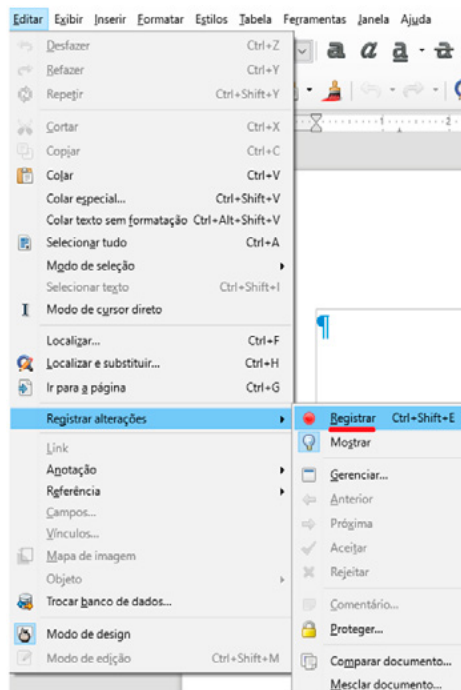 Editar Exibir Inserir Formatar Estilos Tabela Ferramentas Janela Ajuda
Desfazer Ctrl+Z
Refazer Ctrl+Y
Repetir Ctrl+Shift+Y
Cortar Ctrl+X
Copiar Ctrl+C
Colar Ctrl+V
Colar especial... Ctrl+Shift+V
Colar texto sem formatação Ctrl+Alt+Shift+V
Selecionar tudo Ctrl+A
Modo de seleção
Selecionar texto Ctrl+Shift+I
Modo de cursor direto
Localizar... Ctrl+F
Localizar e substituir... Ctrl+H
Ir para a página Ctrl+G
Registrar alterações
Link
Anotação
Referência
Campos...
Vínculos...
Mapa de imagem
Objeto
Trocar banco de dados...
Modo de design
Modo de edição Ctrl+Shift+M
Registrar Ctrl+Shift+E
Mostrar
Gerenciar...
Anterior
Próxima
Aceitar
Rejeitar
Comentário...
Proteger...
Comparar documento...
Mesclar documento...
a a a a
1 2
¶